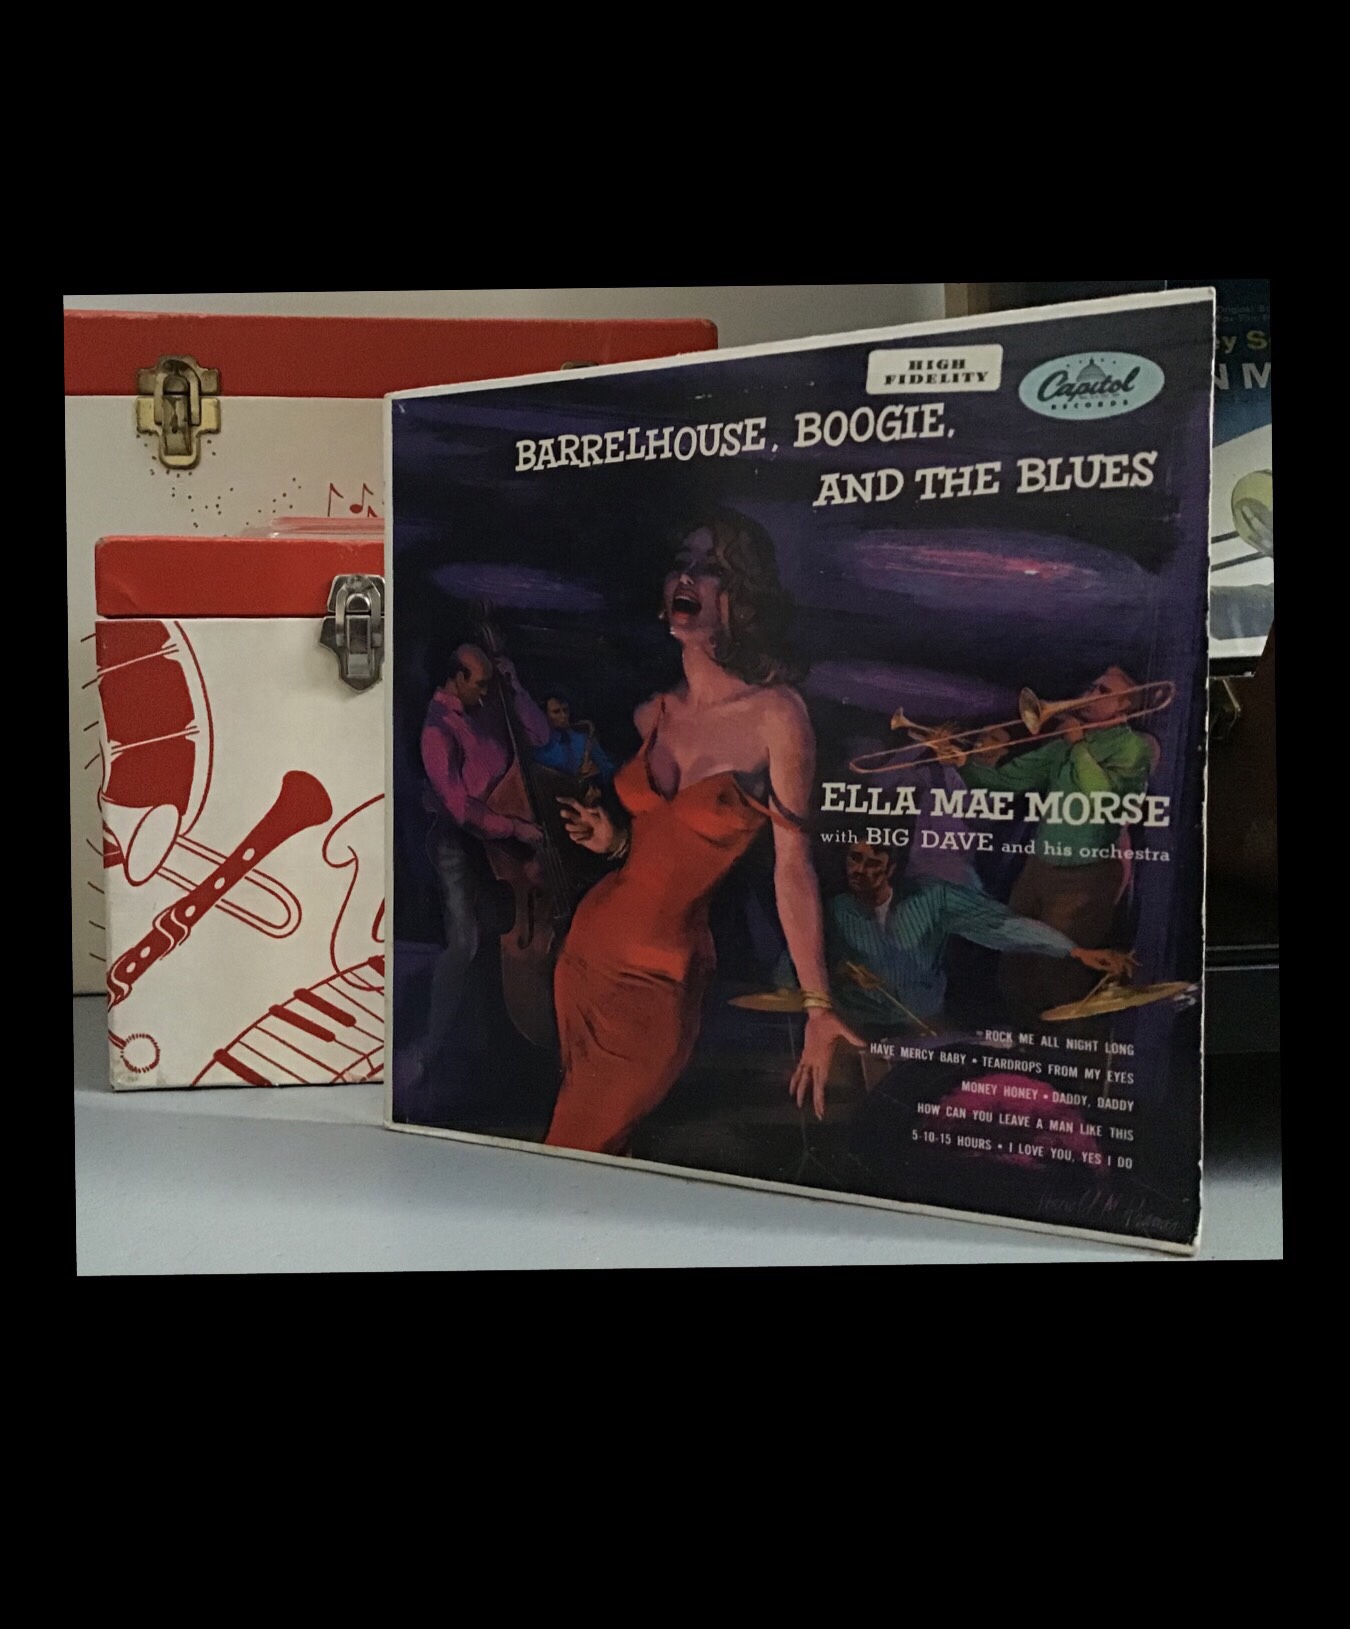 HIGH
FIDELITY
Capitol
RECORDS
BARRELHOUSE, BOOGIE,
AND THE BLUES
ELLA MAE MORSE
with BIG DAVE and his orchestra
ROCK ME ALL NIGHT LONG
HAVE MERCY BABY • TEARDROPS FROM MY EYES
MONEY HONEY • DADDY, DADDY
HOW CAN YOU LEAVE A MAN LIKE THIS
5-10-15 HOURS • I LOVE YOU, YES I DO